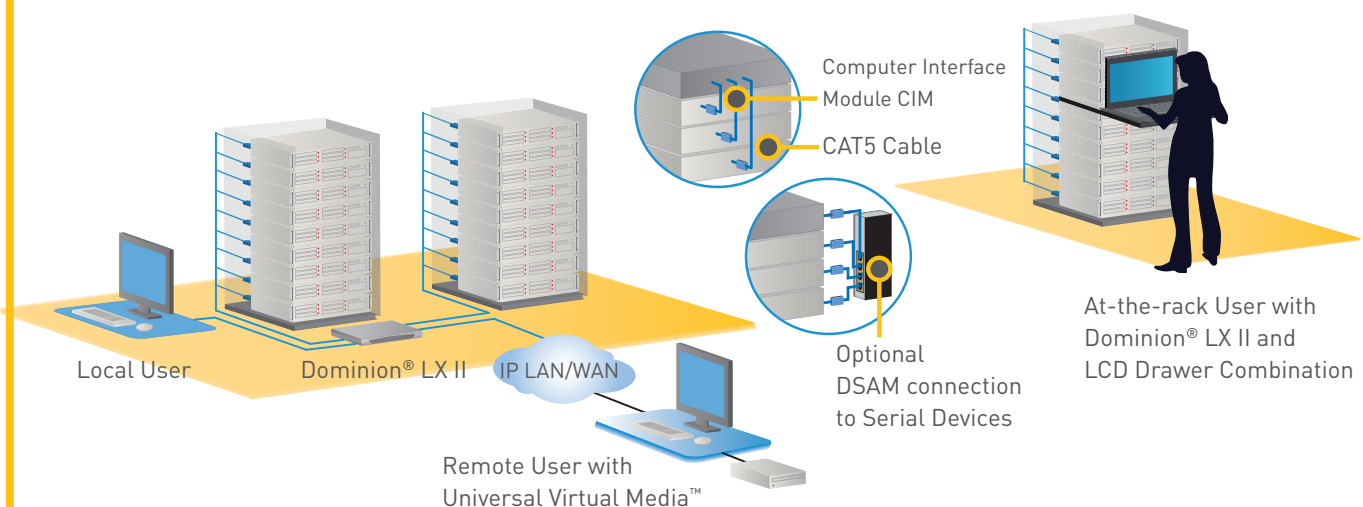 Computer Interface
Module CIM
CAT5 Cable
Local User
Dominion® LX II
IP LAN/WAN
Optional
DSAM connection
to Serial Devices
At-the-rack User with
Dominion® LX II and
LCD Drawer Combination
Remote User with
Universal Virtual Media™